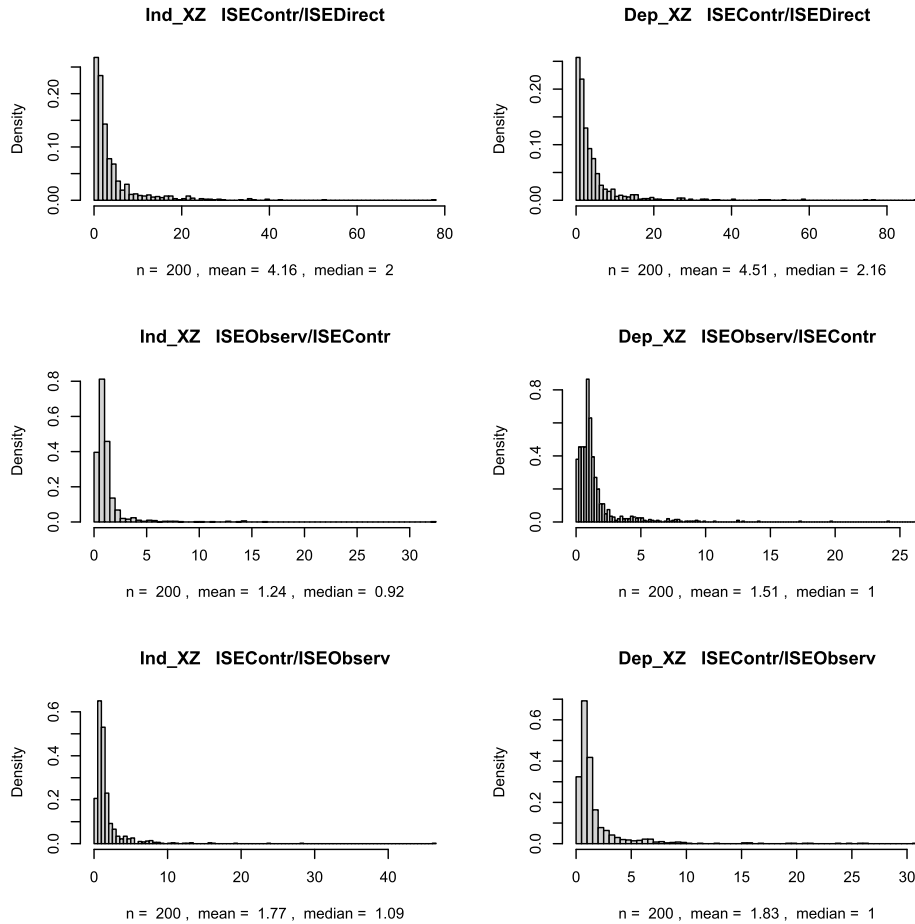 Ind_XZ ISEContr/ISEDirect
Density
0.00 0.10 0.20
0 20 40 60 80
n = 200 , mean = 4.16 , median = 2
Dep_XZ ISEContr/ISEDirect
Density
0.00 0.10 0.20
0 20 40 60 80
n = 200 , mean = 4.51 , median = 2.16
Ind_XZ ISEObserv/ISEContr
Density
0.0 0.2 0.4 0.6 0.8
0 5 10 15 20 25 30
n = 200 , mean = 1.24 , median = 0.92
Dep_XZ ISEObserv/ISEContr
Density
0.0 0.4 0.8
0 5 10 15 20 25
n = 200 , mean = 1.51 , median = 1
Ind_XZ ISEContr/ISEObserv
Density
0.0 0.2 0.4 0.6
0 10 20 30 40
n = 200 , mean = 1.77 , median = 1.09
Dep_XZ ISEContr/ISEObserv
Density
0.0 0.2 0.4 0.6
0 5 10 15 20 25 30
n = 200 , mean = 1.83 , median = 1